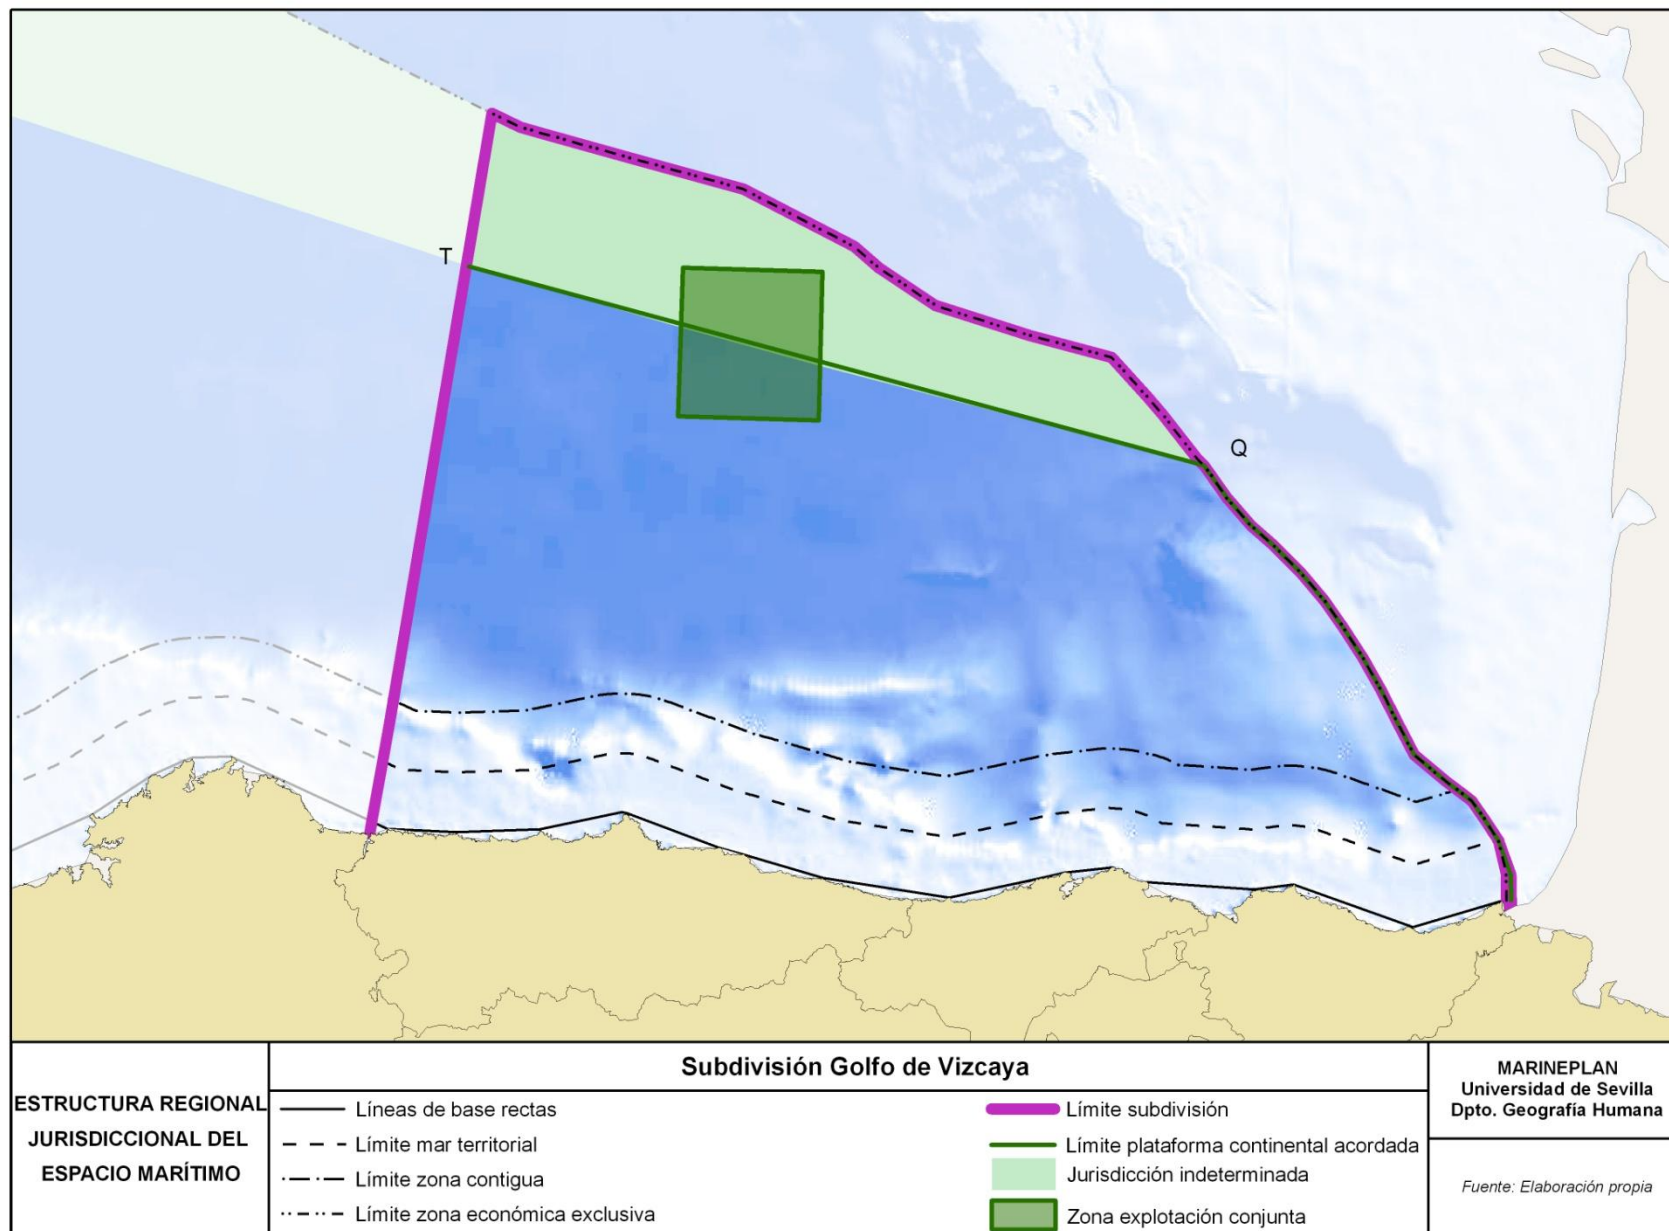 T
Q
ESTRUCTURA REGIONAL
JURISDICCIONAL DEL
ESPACIO MARÍTIMO
Subdivisión Golfo de Vizcaya
Líneas de base rectas
Límite mar territorial
Límite zona contigua
Límite zona económica exclusiva
Límite subdivisión
Límite plataforma continental acordada
Jurisdicción indeterminada
Zona explotación conjunta
MARINEPLAN
Universidad de Sevilla
Dpto. Geografía Humana
Fuente: Elaboración propia